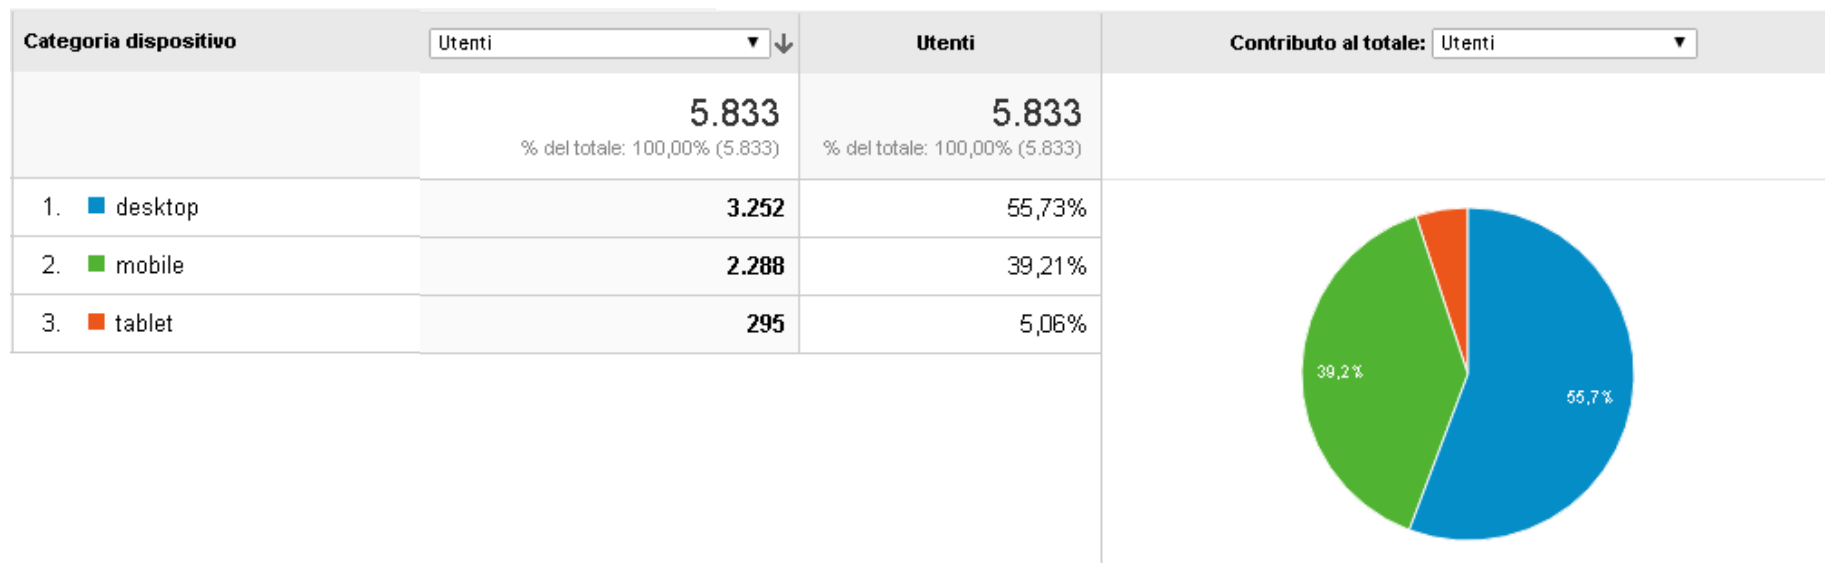 Categoria dispositivo Utenti Utenti Contributo al totale: Utenti
5.833 5.833
% del totale: 100,00% (5.833) % del totale: 100,00% (5.833)
1. desktop 3.252 55,73%
2. mobile 2.288 39,21%
3. tablet 295 5,06%
39,2%
55,7%